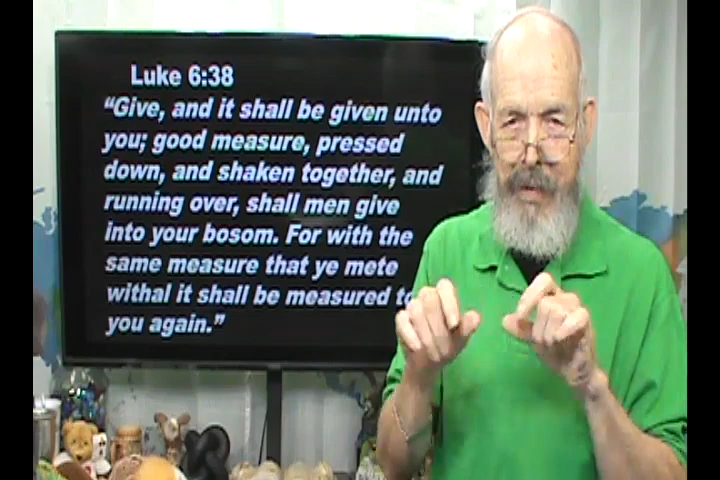 Luke 6:38
“Give, and it shall be given unto
you; good measure, pressed
down, and shaken together, and
running over, shall men give
into your bosom. For with the
same measure that ye mete
withal it shall be measured to
you again.”